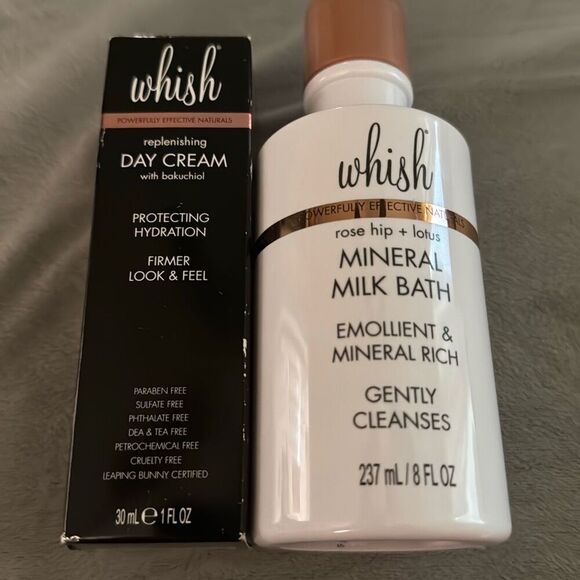 whish
POWERFULLY EFFECTIVE NATURALS
replenishing
DAY CREAM
with bakuchiol
PROTECTING
HYDRATION
FIRMER
LOOK & FEEL
PARABEN FREE
SULFATE FREE
PHTHALATE FREE
DEA & TEA FREE
PETROCHEMICAL FREE
CRUELTY FREE
LEAPING BUNNY CERTIFIED
30 mL e 1 FL OZ
whish
POWERFULLY EFFECTIVE NATURALS
rose hip + lotus
MINERAL
MILK BATH
EMOLLIENT &
MINERAL RICH
GENTLY
CLEANSES
237 mL / 8 FL OZ